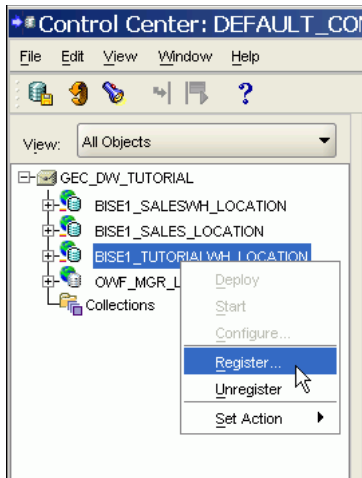 Control Center: DEFAULT_CO
File Edit View Window Help
View: All Objects
GEC_DW_TUTORIAL
BISE1_SALESWH_LOCATION
BISE1_SALES_LOCATION
BISE1_TUTORIALWH_LOCATION
OWF_MGR_L
Collections
Deploy
Start
Configure...
Register...
Unregister
Set Action